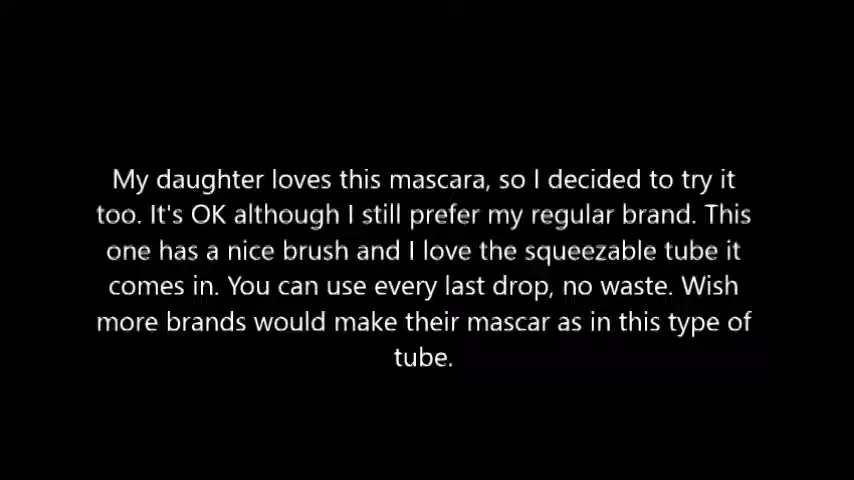 My daughter loves this mascara, so I decided to try it
too. It's OK although I still prefer my regular brand. This
one has a nice brush and I love the squeezable tube it
comes in. You can use every last drop, no waste. Wish
more brands would make their mascar as in this type of
tube.